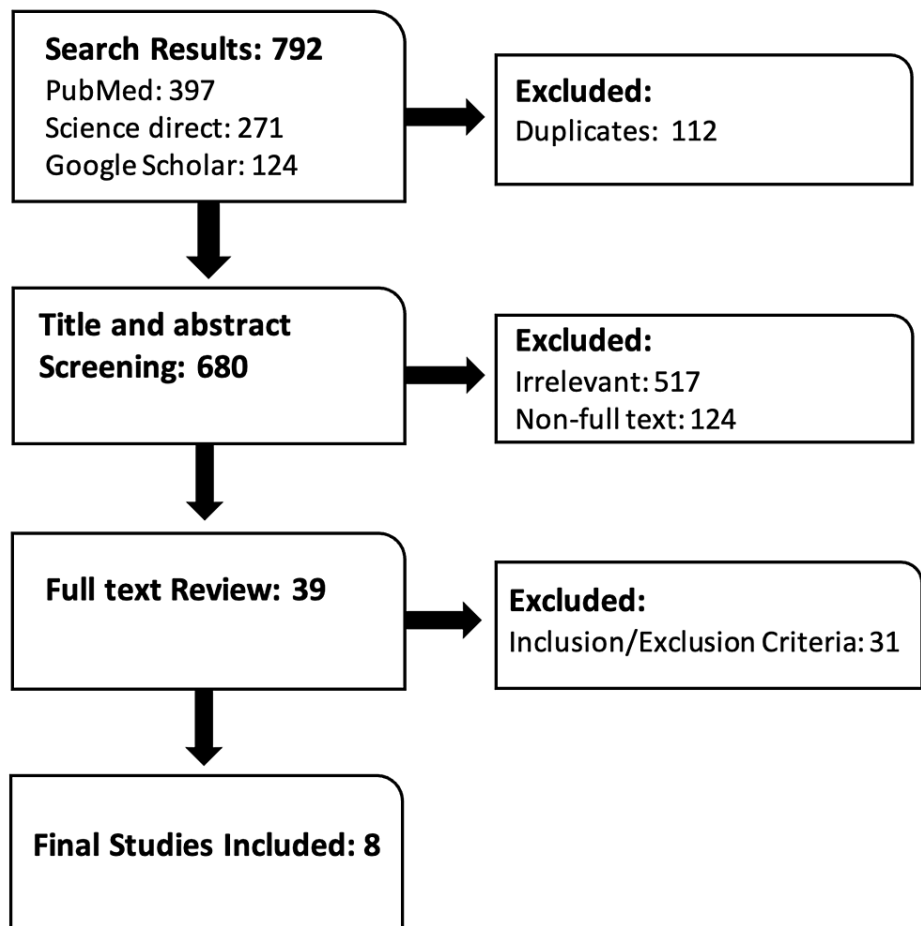 Search Results: 792
PubMed: 397
Science direct: 271
Google Scholar: 124
Excluded:
Duplicates: 112
Title and abstract
Screening: 680
Excluded:
Irrelevant: 517
Non-full text: 124
Full text Review: 39
Excluded:
Inclusion/Exclusion Criteria: 31
Final Studies Included: 8